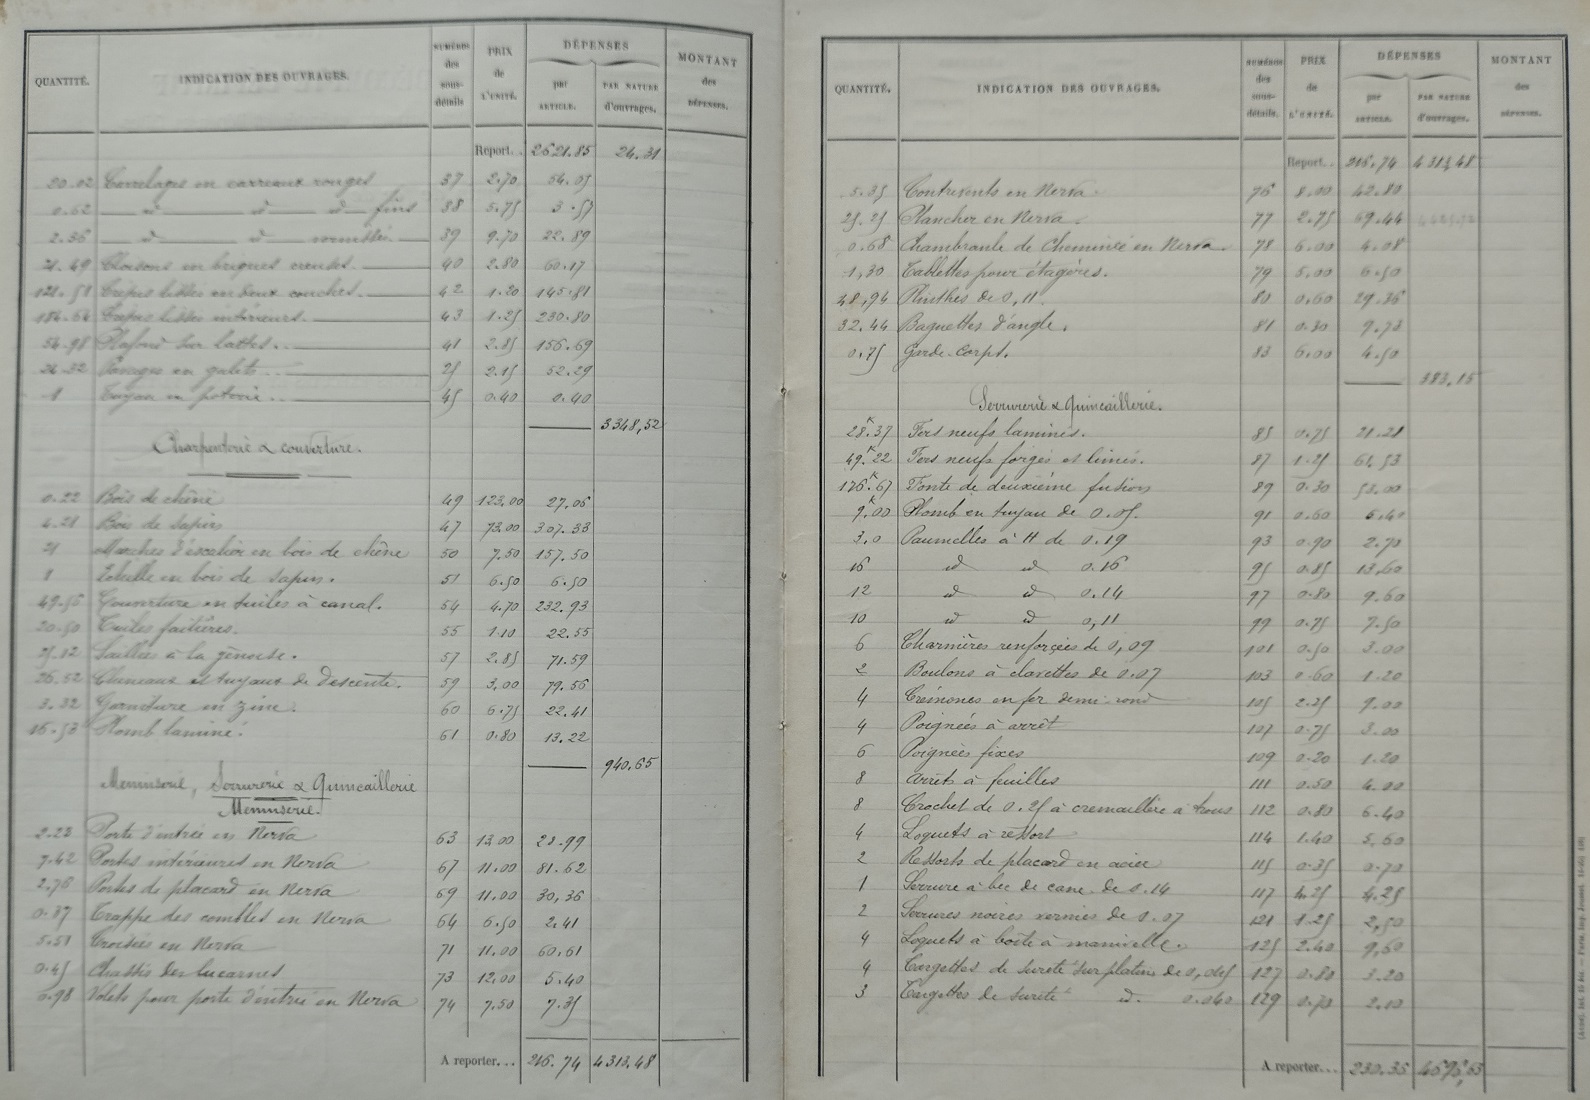 QUANTITÉ. INDICATION DES OUVRAGES. NUMÉROS des sous-détails PRIX de L'UNITÉ. DÉPENSES par ARTICLE. PAR NATURE d'ouvrages. MONTANT des DÉPENSES.
Report.. 2621.85 24.31
20.02 Carrelages en carreaux rouges 37 2.70 54.05
0.62 d° d° d° fins 38 5.75 3.57
2.36 d° d° vernissés 39 9.70 22.89
21.49 Cloisons en briques creuses. 40 2.80 60.17
121.51 Crépis lissés en deux couches. 42 1.20 145.81
184.64 Crépis lissés intérieurs. 43 1.25 230.80
54.98 Plafond sur lattes.. 41 2.85 156.69
24.32 Pavages en galets... 25 2.15 52.29
1 Tuyau en poterie... 45 0.40 0.40
3348,52
Charpenterie & couverture.
0.22 Bois de chêne 49 123.00 27.06
4.21 Bois de Sapin 47 73.00 307.33
21 Marches d'escalier en bois de chêne 50 7.50 157.50
1 Echelle en bois de sapin. 51 6.50 6.50
49.56 Couverture en tuiles à canal. 54 4.70 232.93
20.50 Tuiles faitières. 55 1.10 22.55
25.12 Saillies à la génoise. 57 2.85 71.59
26.52 Cheneaux et tuyaux de descente. 59 3.00 79.56
3.32 Garniture en zinc. 60 6.75 22.41
16.53 Plomb laminé. 61 0.80 13.22
940.65
Menuiserie, Serrurerie & Quincaillerie
Menuiserie.
2.23 Porte d'entrée en Nerva 63 13.00 28.99
7.42 Portes intérieures en Nerva 67 11.00 81.62
2.76 Portes de placard en Nerva 69 11.00 30,36
0.37 Trappe des combles en Nerva 64 6.50 2.41
5.51 Croisées en Nerva 71 11.00 60.61
0.45 Chassis des lucarnes 73 12.00 5.40
0.98 Volets pour porte d'entrée en Nerva 74 7.50 7.35
A reporter... 216.74 4313.48
QUANTITÉ. INDICATION DES OUVRAGES. NUMÉROS des sous-détails. PRIX de L'UNITÉ. DÉPENSES par ARTICLE. PAR NATURE d'ouvrages. MONTANT des DÉPENSES.
Report.. 216.74 4313,48
5.35 Contrevents en Nerva 76 8.00 42.80
25.25 Plancher en Nerva 77 2.75 69.44
0.68 Chambranle de Cheminée en Nerva. 78 6.00 4.08
1,30 Tablettes pour étagères. 79 5,00 6.50
48,94 Plinthes de 0,11. 80 0.60 29.36
32.44 Baguettes d'angle. 81 0.30 9.73
0.75 Garde-Corps. 83 6.00 4.50
383.15
Serrurerie & Quincaillerie.
28k.37 Fers neufs laminés. 85 0.75 21.28
49k.22 Fers neufs forgés et limés. 87 1.25 61.53
176k.67 Fonte de deuxième fusion 89 0.30 53.00
9k.00 Plomb en tuyau de 0.05. 91 0.60 5.40
3.0 Paumelles à H de 0.19 93 0.90 2.70
16 d° d° 0.16 95 0.85 13,60
12 d° d° 0.14 97 0.80 9.60
10 d° d° 0,11 99 0.75 7.50
6 Charnières renforcées de 0,09 101 0.50 3.00
2 Boulons à clavettes de 0.07 103 0.60 1.20
4 Crémones en fer demi-rond 105 2.25 9.00
4 Poignées à arrêt 107 0.75 3.00
6 Poignées fixes 109 0.20 1.20
8 Arrêts à feuilles 111 0.50 4.00
8 Crochet de 0.25 à cremaillère à trous 112 0.80 6.40
4 Loquets à ressort 114 1.40 5,60
2 Ressorts de placard en acier 115 0.35 0.70
1 Serrure à bec de cane de 0.14 117 4.25 4.25
2 Serrures noires vernies de 0.07 121 1.25 2,50
4 Loquets à boîte à manivelle. 125 2.40 9,60
4 Targettes de sureté sur platine de 0,045 127 0.80 3.20
3 Targettes de sureté d°. 0.040 129 0.70 2.10
A reporter... 230.36